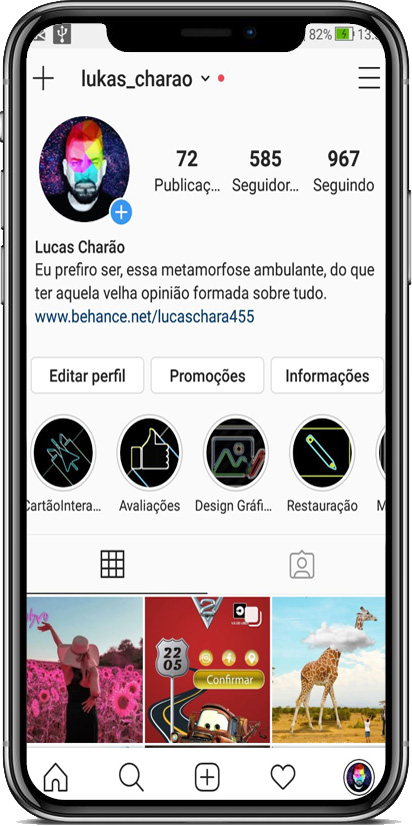 82% 13:
lukas_charao
72 585 967
Publicaç... Seguidor... Seguindo
Lucas Charão
Eu prefiro ser, essa metamorfose ambulante, do que
ter aquela velha opinião formada sobre tudo.
www.behance.net/lucaschara455
Editar perfil Promoções Informações
CartãoIntera... Avaliações Design Gráfi... Restauração M
2
22
05
Confirmar